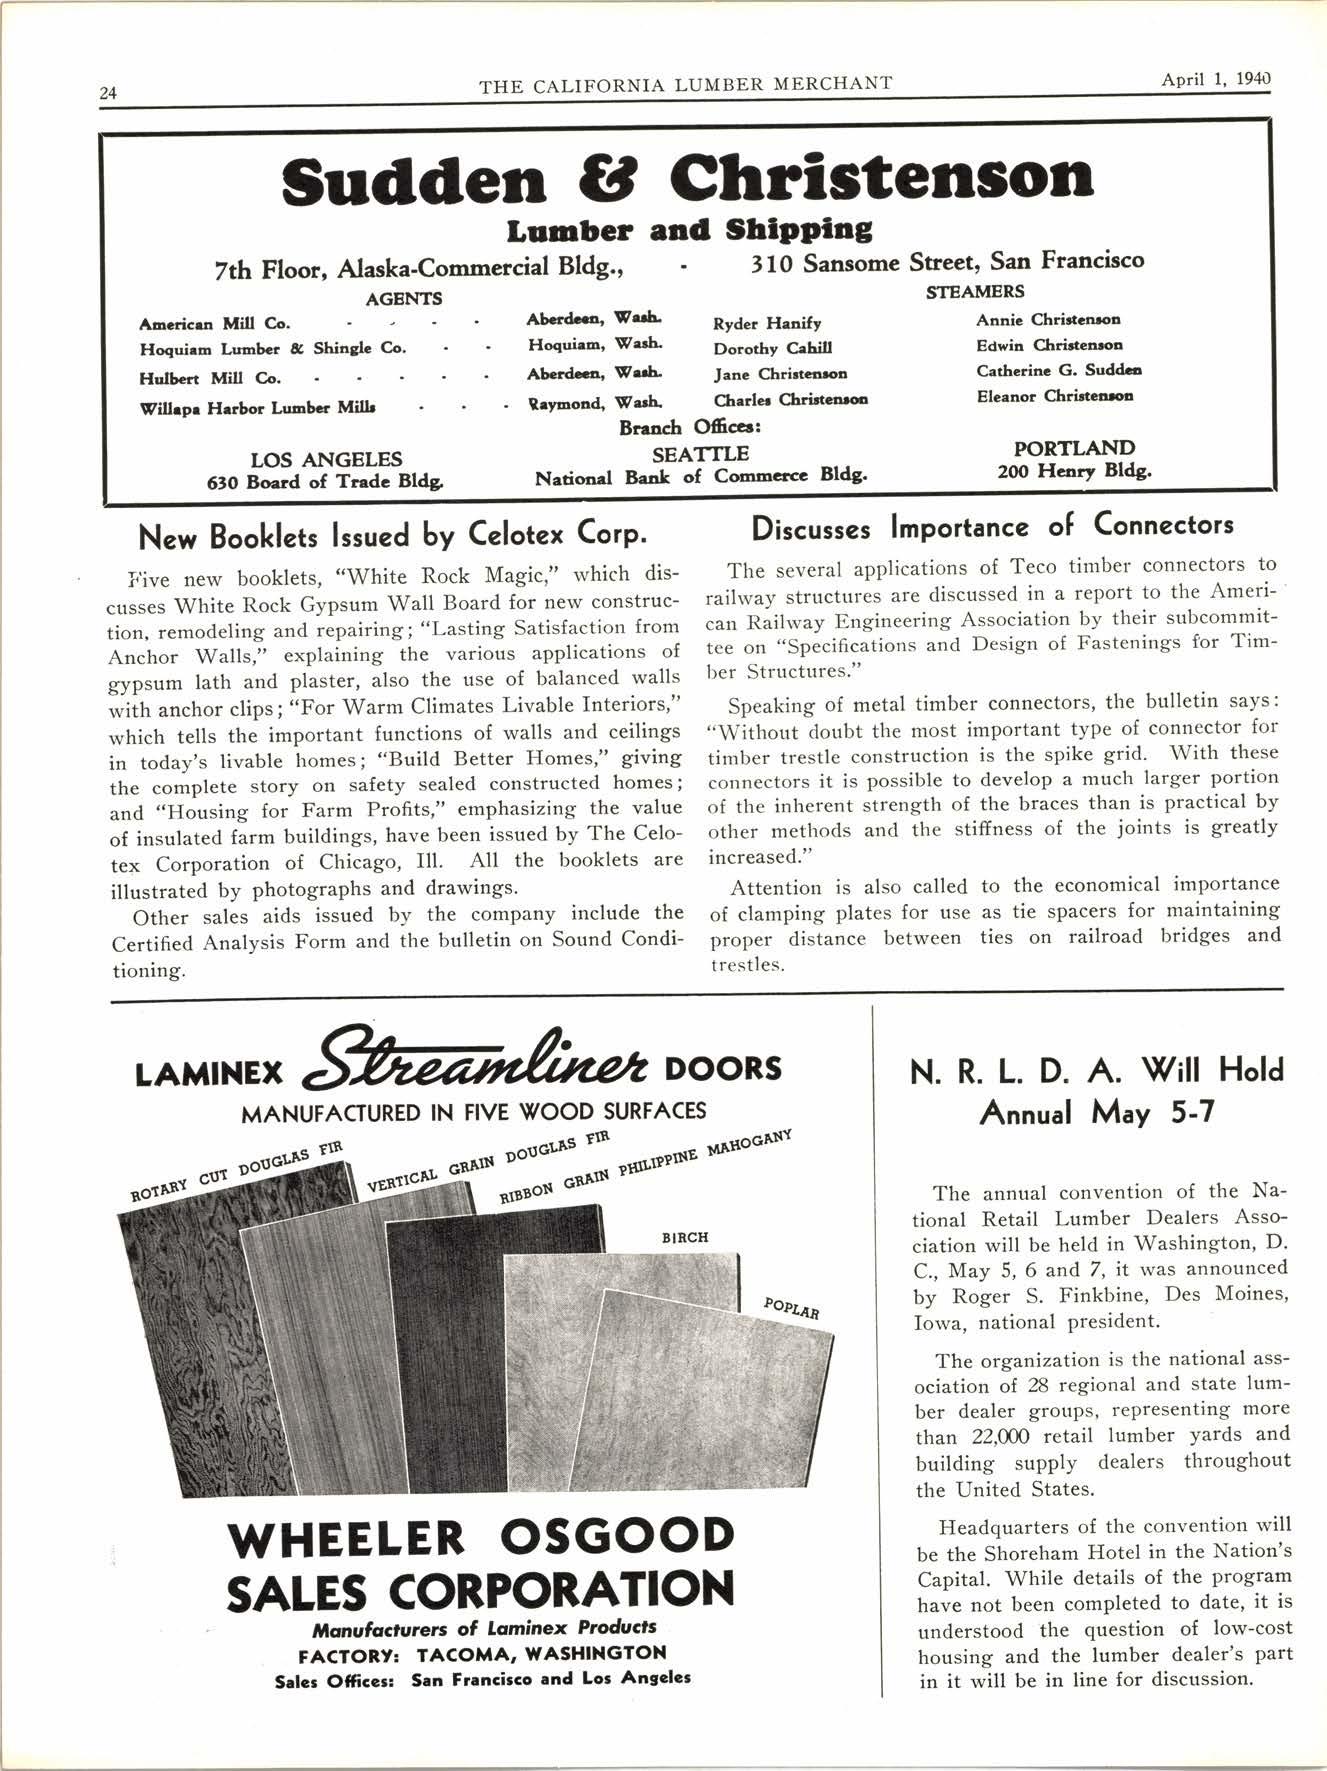 24
THE CALIFORNIA LUMBER MERCHANT
April 1, 1940
Sudden & Christenson
Lumber and Shipping
7th Floor, Alaska-Commercial Bldg., - 310 Sansome Street, San Francisco
AGENTS
American Mill Co. - - - - Aberdeen, Wash.
Hoquiam Lumber & Shingle Co. - - Hoquiam, Wash.
Hulbert Mill Co. - - - - - Aberdeen, Wash.
Willapa Harbor Lumber Mills - - - Raymond, Wash.
STEAMERS
Ryder Hanify Annie Christenson
Dorothy Cahill Edwin Christenson
Jane Christenson Catherine G. Sudden
Charles Christenson Eleanor Christenson
Branch Offices:
LOS ANGELES
630 Board of Trade Bldg.
SEATTLE
National Bank of Commerce Bldg.
PORTLAND
200 Henry Bldg.
New Booklets Issued by Celotex Corp.
Five new booklets, “White Rock Magic,” which dis-
cusses White Rock Gypsum Wall Board for new construc-
tion, remodeling and repairing; “Lasting Satisfaction from
Anchor Walls,” explaining the various applications of
gypsum lath and plaster, also the use of balanced walls
with anchor clips; “For Warm Climates Livable Interiors,”
which tells the important functions of walls and ceilings
in today’s livable homes; “Build Better Homes,” giving
the complete story on safety sealed constructed homes;
and “Housing for Farm Profits,” emphasizing the value
of insulated farm buildings, have been issued by The Celo-
tex Corporation of Chicago, Ill. All the booklets are
illustrated by photographs and drawings.
Other sales aids issued by the company include the
Certified Analysis Form and the bulletin on Sound Condi-
tioning.
Discusses Importance of Connectors
The several applications of Teco timber connectors to
railway structures are discussed in a report to the Ameri-
can Railway Engineering Association by their subcommit-
tee on “Specifications and Design of Fastenings for Tim-
ber Structures.”
Speaking of metal timber connectors, the bulletin says:
“Without doubt the most important type of connector for
timber trestle construction is the spike grid. With these
connectors it is possible to develop a much larger portion
of the inherent strength of the braces than is practical by
other methods and the stiffness of the joints is greatly
increased.”
Attention is also called to the economical importance
of clamping plates for use as tie spacers for maintaining
proper distance between ties on railroad bridges and
trestles.
LAMINEX Streamliner DOORS
MANUFACTURED IN FIVE WOOD SURFACES
ROTARY CUT DOUGLAS FIR
VERTICAL GRAIN DOUGLAS FIR
RIBBON GRAIN PHILIPPINE MAHOGANY
BIRCH
POPLAR
WHEELER OSGOOD
SALES CORPORATION
Manufacturers of Laminex Products
FACTORY: TACOMA, WASHINGTON
Sales Offices: San Francisco and Los Angeles
N. R. L. D. A. Will Hold
Annual May 5-7
The annual convention of the Na-
tional Retail Lumber Dealers Asso-
ciation will be held in Washington, D.
C., May 5, 6 and 7, it was announced
by Roger S. Finkbine, Des Moines,
Iowa, national president.
The organization is the national ass-
ociation of 28 regional and state lum-
ber dealer groups, representing more
than 22,000 retail lumber yards and
building supply dealers throughout
the United States.
Headquarters of the convention will
be the Shoreham Hotel in the Nation’s
Capital. While details of the program
have not been completed to date, it is
understood the question of low-cost
housing and the lumber dealer’s part
in it will be in line for discussion.